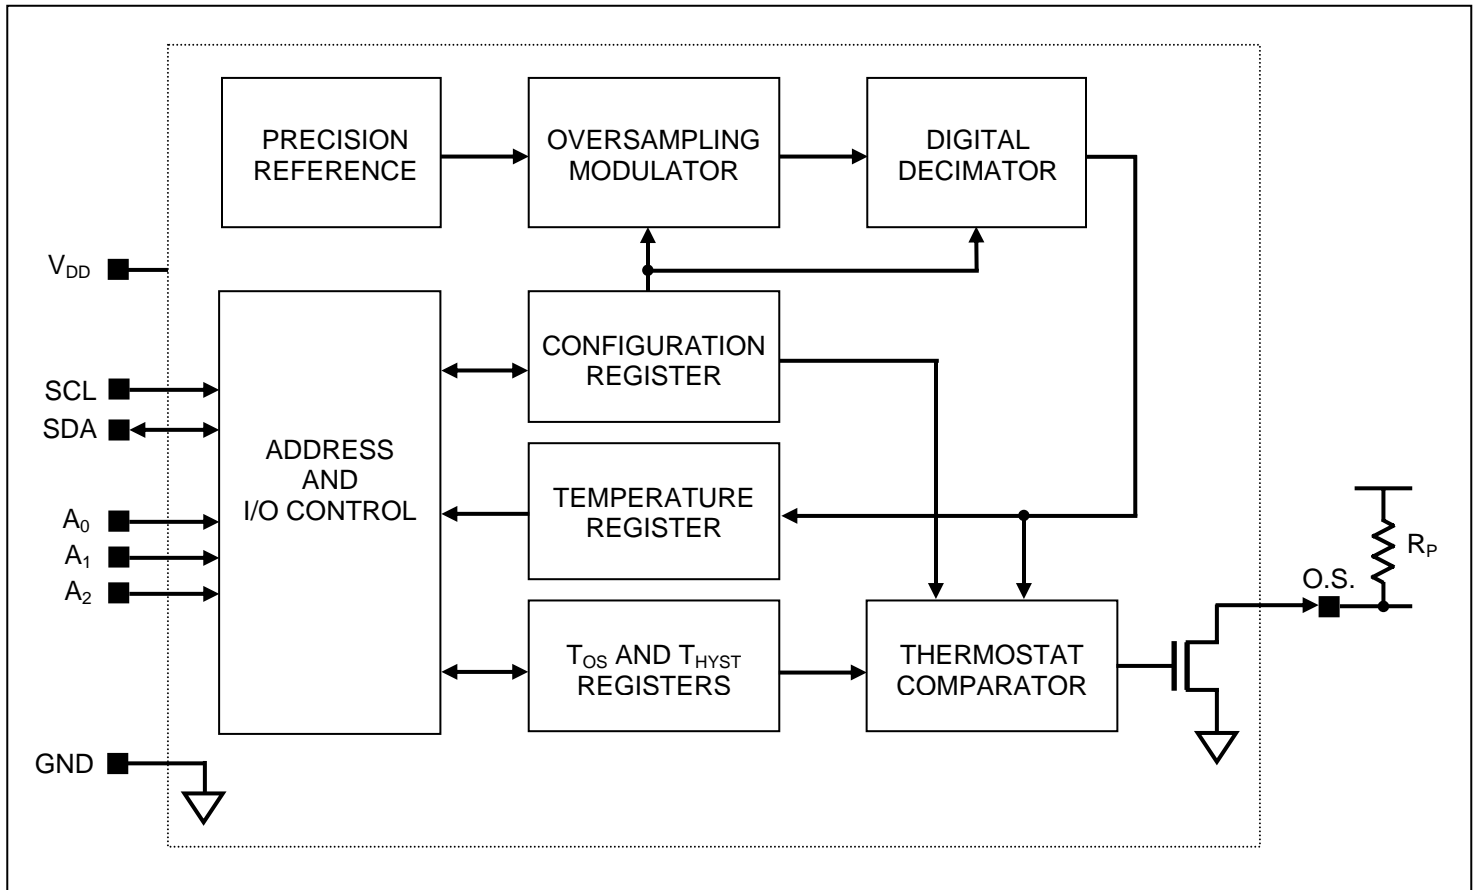 PRECISION
REFERENCE
OVERSAMPLING
MODULATOR
DIGITAL
DECIMATOR
VDD
SCL
SDA
A0
A1
A2
GND
ADDRESS
AND
I/O CONTROL
CONFIGURATION
REGISTER
TEMPERATURE
REGISTER
TOS AND THYST
REGISTERS
THERMOSTAT
COMPARATOR
O.S.
RP